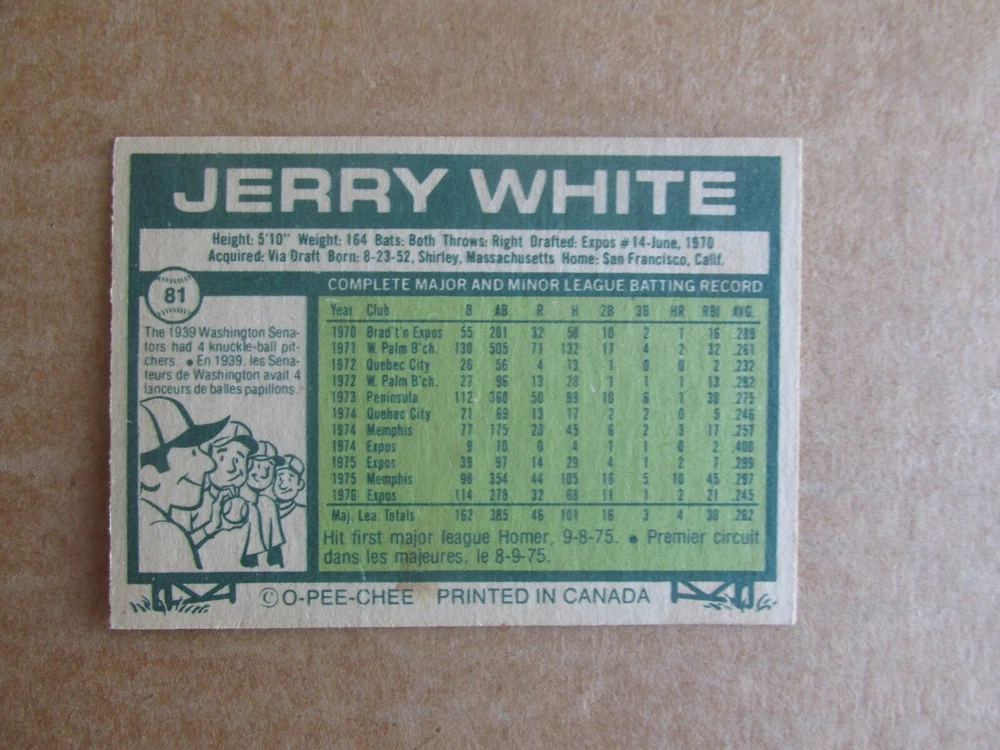 JERRY WHITE
Height: 5'10" Weight: 164 Bats: Both Throws: Right Drafted: Expos #14-June, 1970
Acquired: Via Draft Born: 8-23-52, Shirley, Massachusetts Home: San Francisco, Calif.
81
COMPLETE MAJOR AND MINOR LEAGUE BATTING RECORD
The 1939 Washington Sena-
tors had 4 knuckle-ball pit-
chers. • En 1939, les Sena-
teurs de Washington avait 4
lanceurs de balles papillons.
Year Club G AB R H 2B 3B HR RBI AVG.
1970 Brad't'n Expos 55 201 32 58 10 2 1 16 .289
1971 W. Palm B'ch. 130 505 71 132 17 4 2 32 .261
1972 Quebec City 26 56 4 13 1 0 0 2 .232
1972 W. Palm B'ch. 27 96 13 28 1 1 1 13 .292
1973 Peninsula 112 360 50 99 10 6 1 30 .275
1974 Quebec City 21 69 13 17 2 2 0 5 .246
1974 Memphis 77 175 23 45 6 2 3 17 .257
1974 Expos 9 10 0 4 1 1 0 2 .400
1975 Expos 39 97 14 29 4 1 2 7 .299
1975 Memphis 98 354 44 105 16 5 10 45 .297
1976 Expos 114 278 32 68 11 1 2 21 .245
Maj. Lea. Totals 162 385 46 101 16 3 4 30 .262
Hit first major league Homer, 9-8-75. • Premier circuit
dans les majeures, le 8-9-75.
© O-PEE-CHEE PRINTED IN CANADA